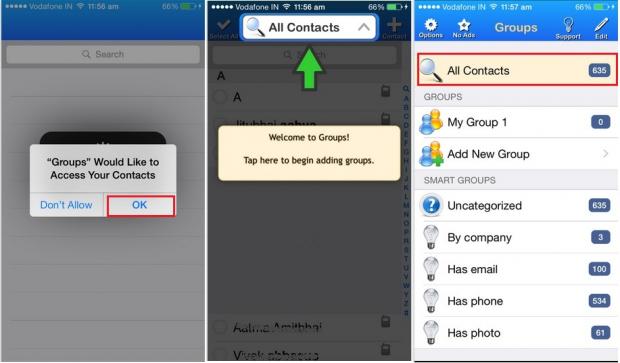 Vodafone IN 11:56 am 66%
Search
“Groups” Would Like to
Access Your Contacts
Don't Allow OK
Vodafone IN 11:56 am 66%
Select All All Contacts Contact
Search
A
A
Jitubhai
Welcome to Groups!
Tap here to begin adding groups.
Q
A
B
C
D
E
F
G
H
I
J
K
L
M
N
O
P
Q
R
S
T
U
V
W
X
Y
Z
#
Aalma Amithbhai
Vivek
Vodafone IN 11:57 am 66%
Options No Ads Groups Support Edit
All Contacts 635
GROUPS
My Group 1 0
Add New Group
SMART GROUPS
Uncategorized 635
By company 3
Has email 100
Has phone 534
Has photo 61